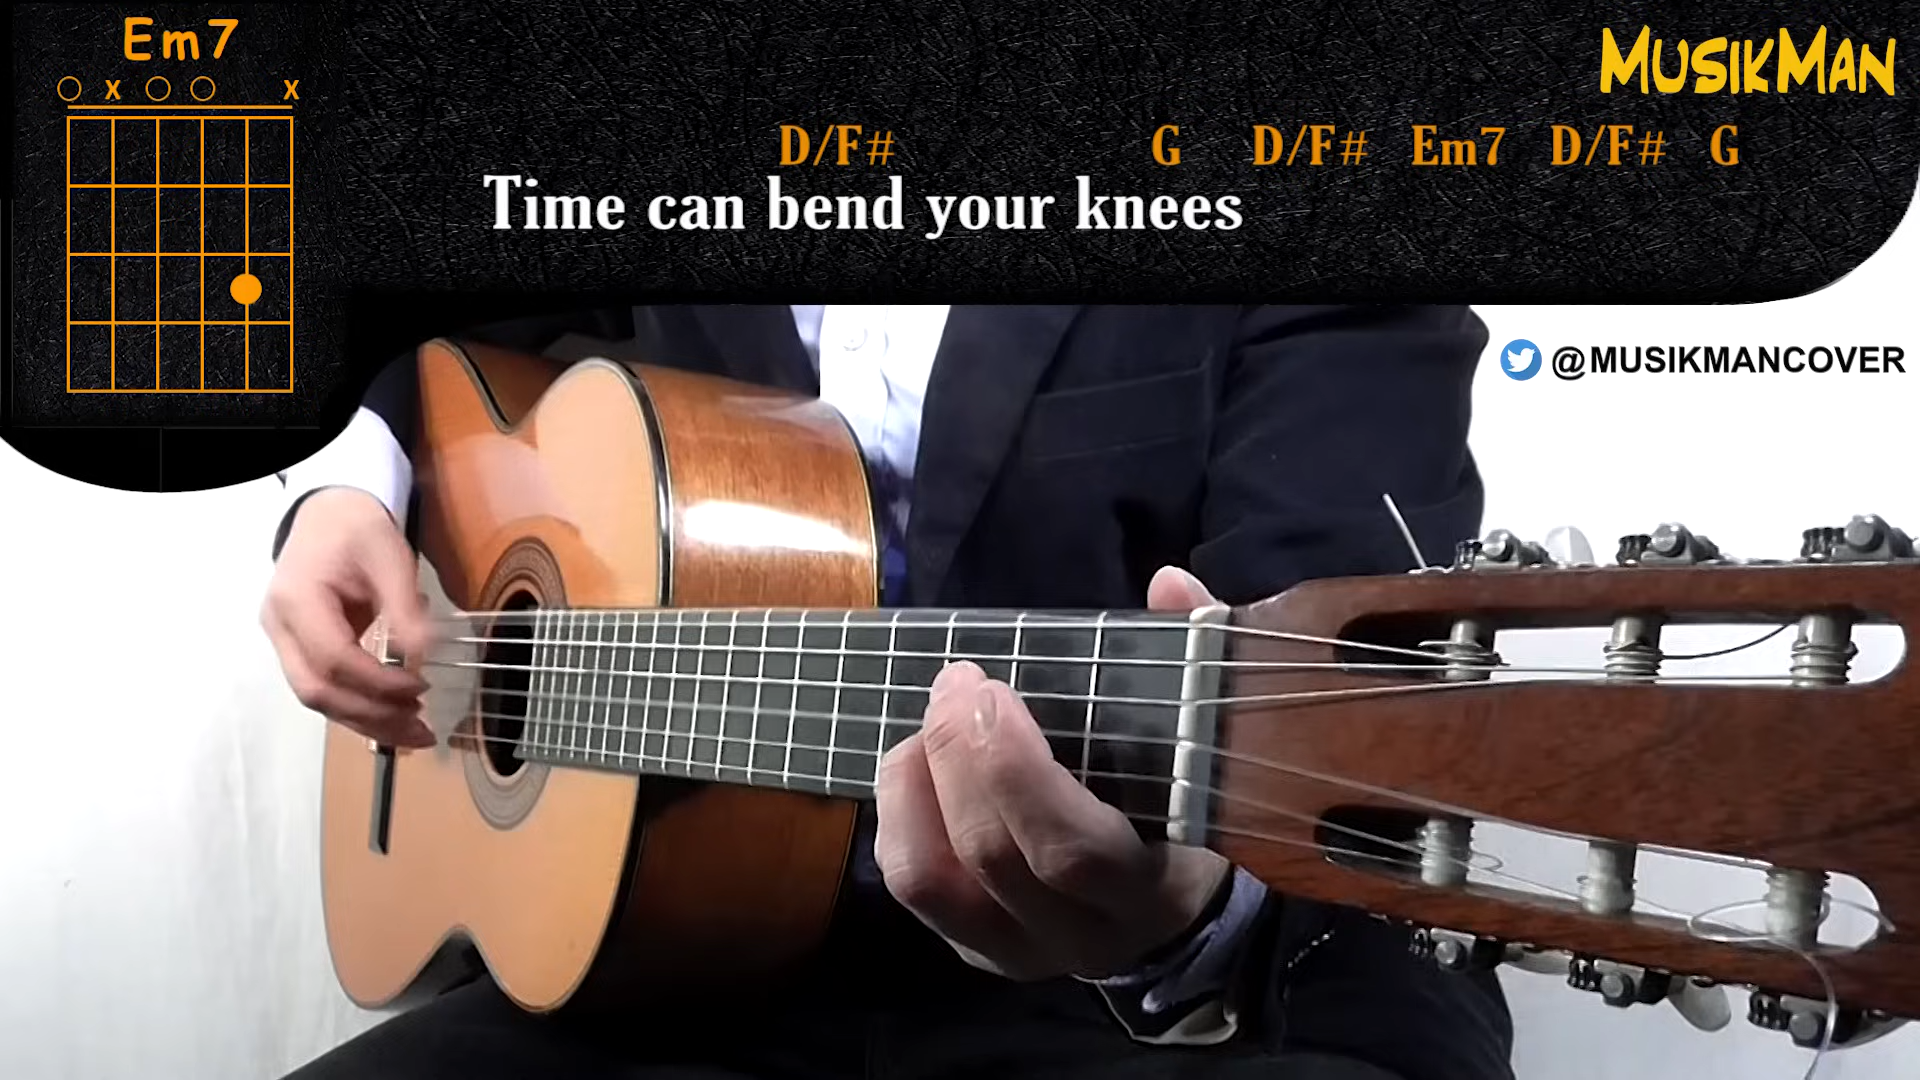 Em7
x x
MUSIKMAN
D/F# G D/F# Em7 D/F# G
Time can bend your knees
@MUSIKMANCOVER